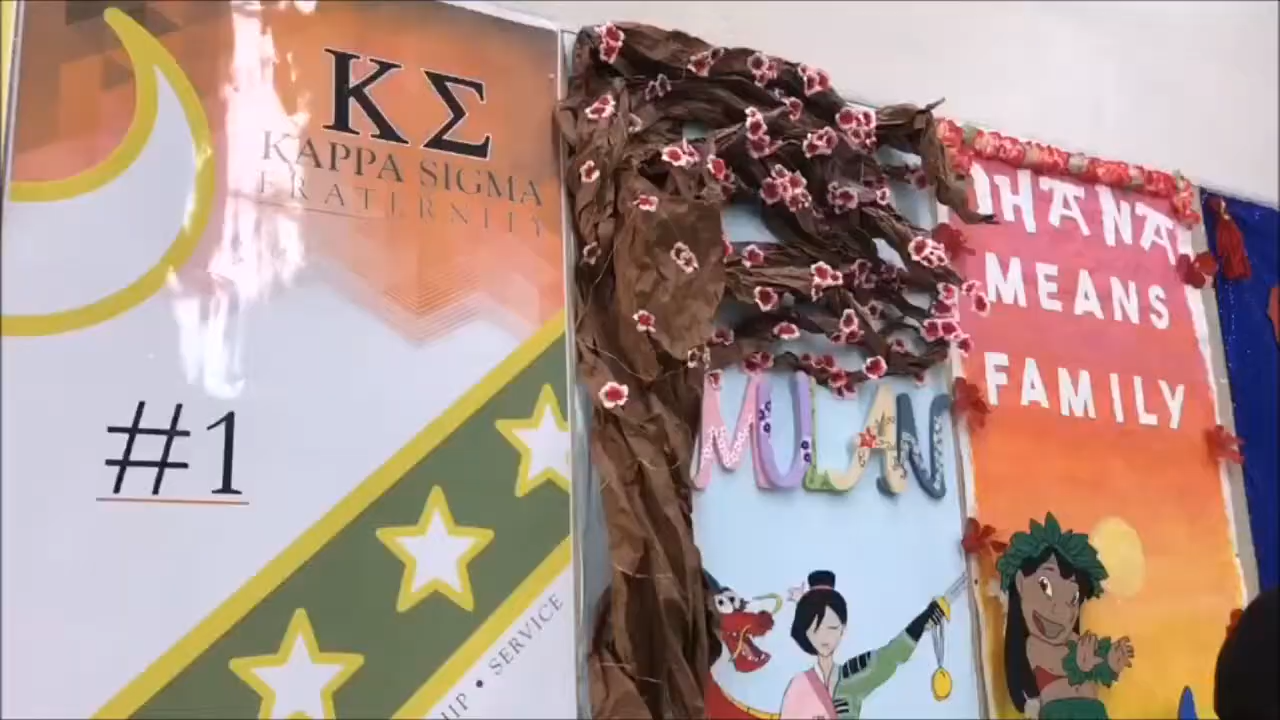 ΚΣ
KAPPA SIGMA
FRATERNITY
#1
• SERVICE
MULAN
OHANA
MEANS
FAMILY